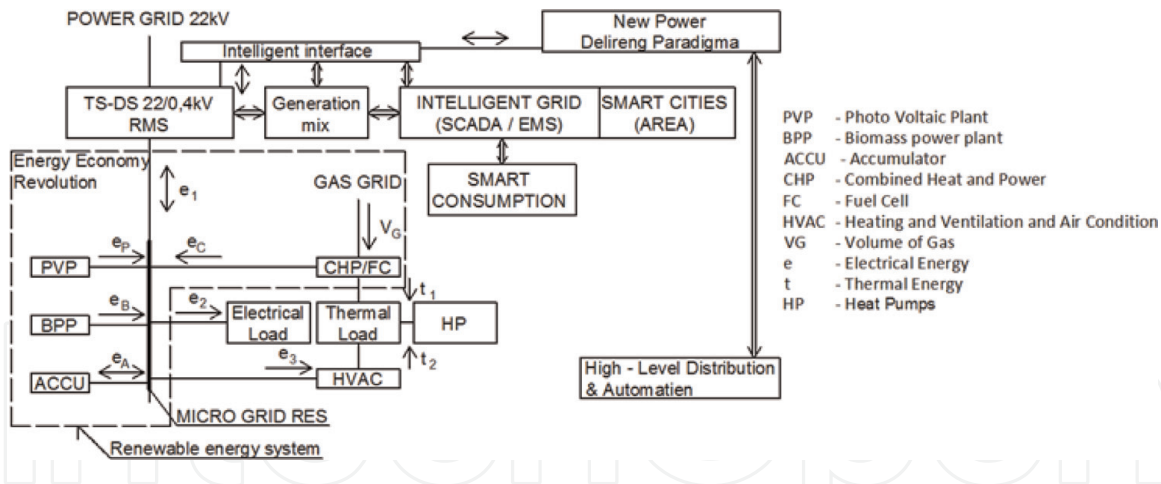 POWER GRID 22kV
New Power
Delireng Paradigma
Intelligent interface
TS-DS 22/0,4kV
RMS
Generation
mix
INTELLIGENT GRID
(SCADA / EMS)
SMART CITIES
(AREA)
SMART
CONSUMPTION
Energy Economy
Revolution
e1
GAS GRID
VG
eP
eC
PVP
CHP/FC
t1
eB
e2
BPP
Electrical
Load
Thermal
Load
HP
eA
e3
t2
ACCU
HVAC
MICRO GRID RES
Renewable energy system
High - Level Distribution
& Automatien
PVP - Photo Voltaic Plant
BPP - Biomass power plant
ACCU - Accumulator
CHP - Combined Heat and Power
FC - Fuel Cell
HVAC - Heating and Ventilation and Air Condition
VG - Volume of Gas
e - Electrical Energy
t - Thermal Energy
HP - Heat Pumps